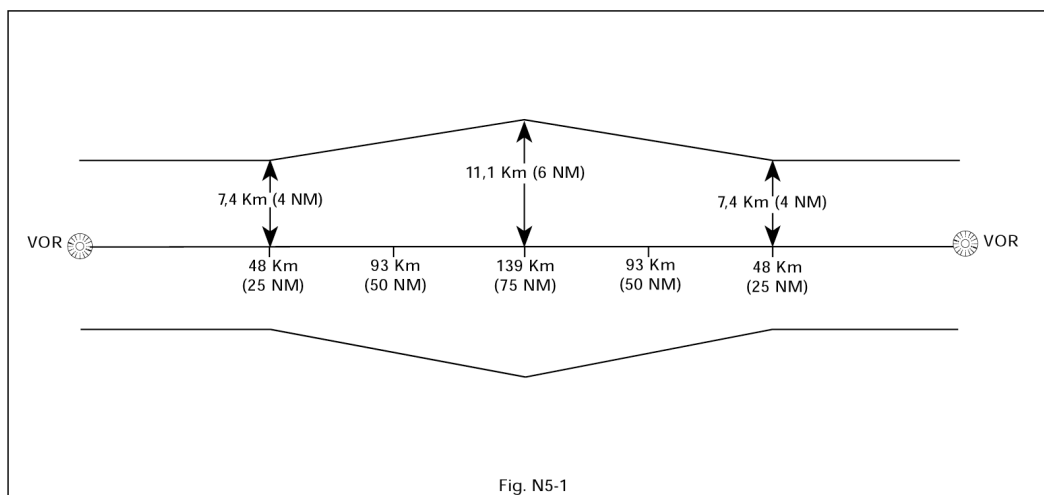 11,1 Km (6 NM)
7,4 Km (4 NM)
7,4 Km (4 NM)
VOR
VOR
48 Km
(25 NM)
93 Km
(50 NM)
139 Km
(75 NM)
93 Km
(50 NM)
48 Km
(25 NM)
Fig. N5-1